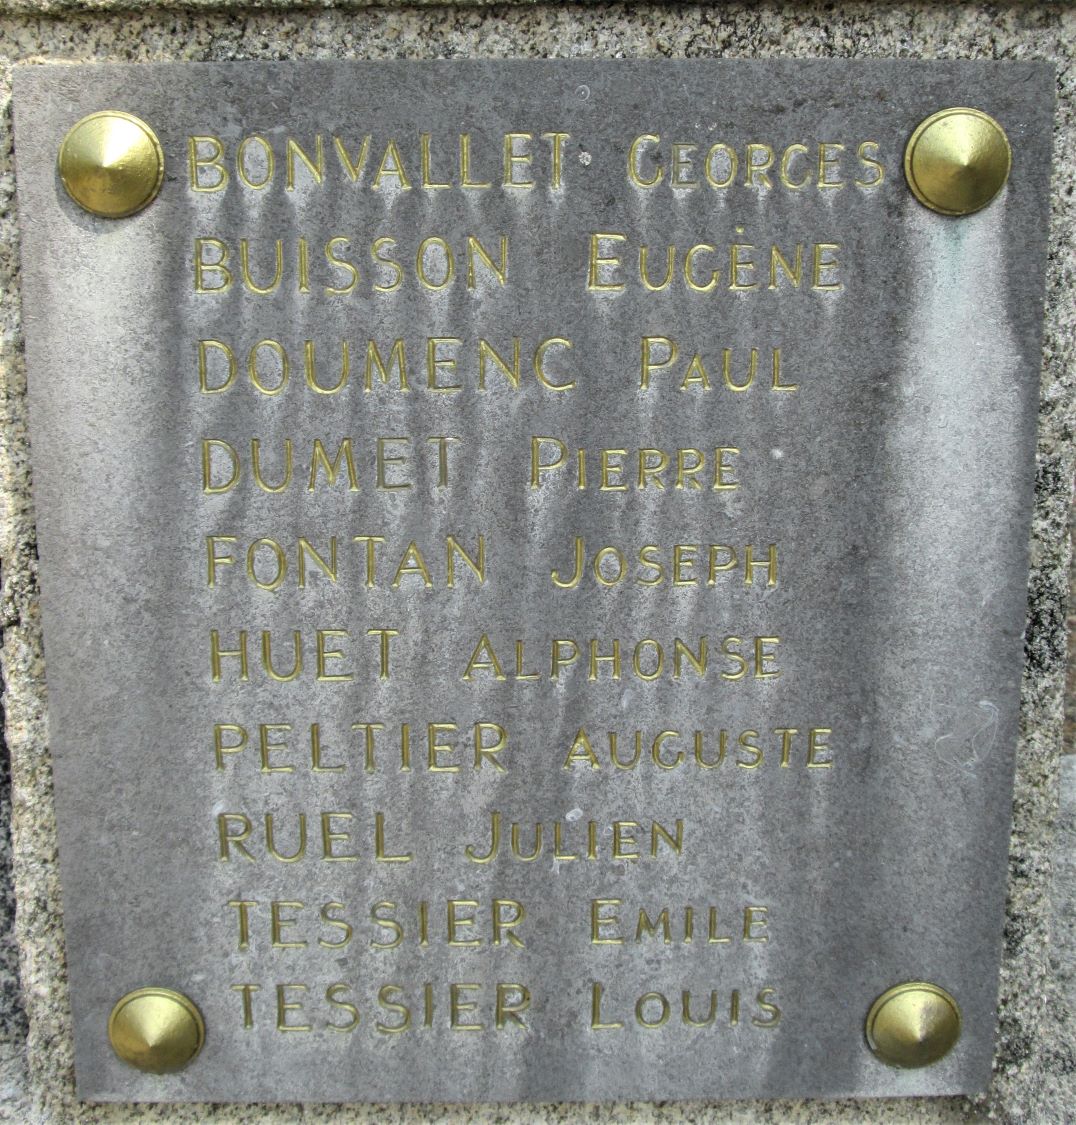 BONVALLET GEORGES
BUISSON EUGÈNE
DOUMENC PAUL
DUMET PIERRE
FONTAN JOSEPH
HUET ALPHONSE
PELTIER AUGUSTE
RUEL JULIEN
TESSIER EMILE
TESSIER LOUIS